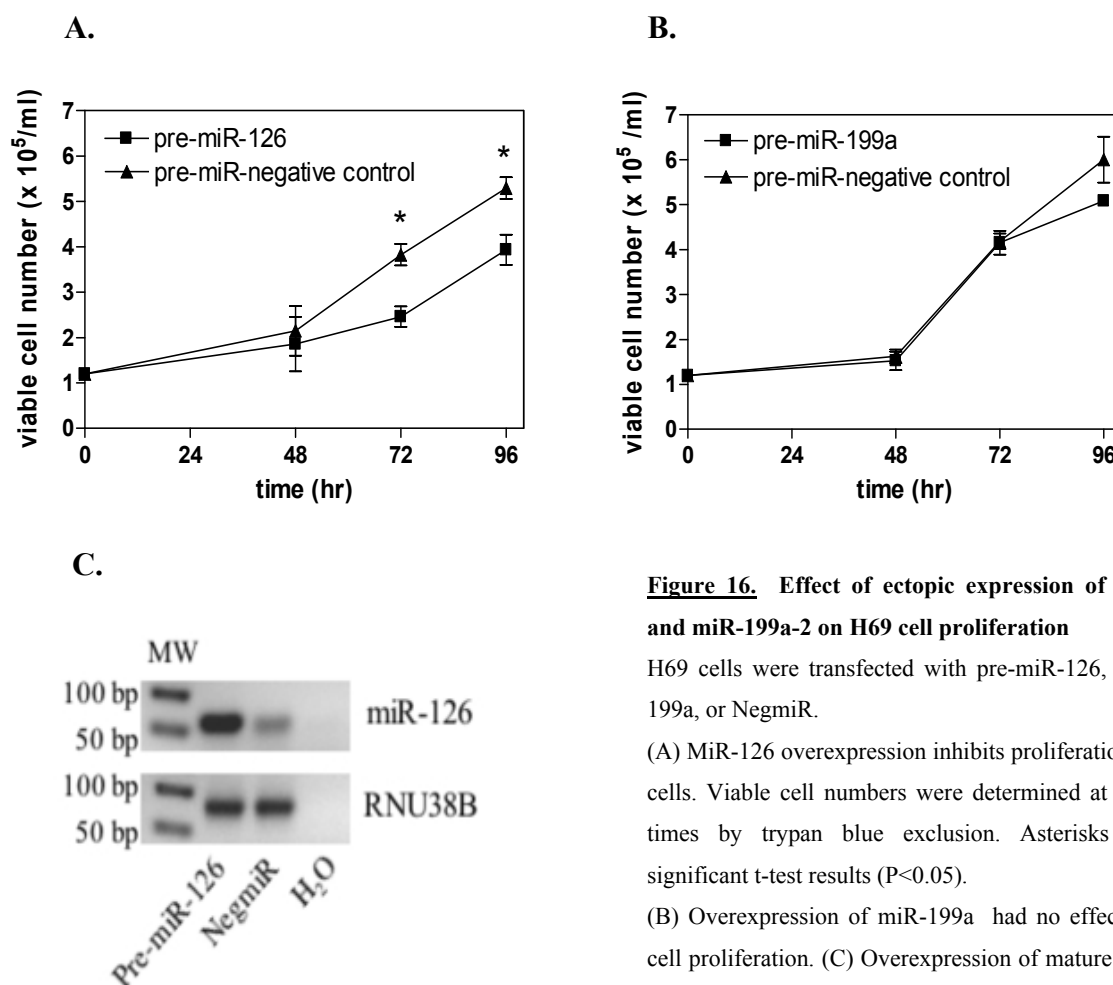 A.
viable cell number (x 10⁵/ml)
7
6
5
4
3
2
1
0
pre-miR-126
pre-miR-negative control
*
*
0 24 48 72 96
time (hr)
B.
viable cell number (x 10⁵ /ml)
7
6
5
4
3
2
1
0
pre-miR-199a
pre-miR-negative control
0 24 48 72 96
time (hr)
C.
MW
100 bp
50 bp
miR-126
100 bp
50 bp
RNU38B
Pre-miR-126
NegmiR
H₂O
Figure 16. Effect of ectopic expression of
and miR-199a-2 on H69 cell proliferation
H69 cells were transfected with pre-miR-126,
199a, or NegmiR.
(A) MiR-126 overexpression inhibits proliferatio
cells. Viable cell numbers were determined at
times by trypan blue exclusion. Asterisks
significant t-test results (P<0.05).
(B) Overexpression of miR-199a had no effec
cell proliferation. (C) Overexpression of mature